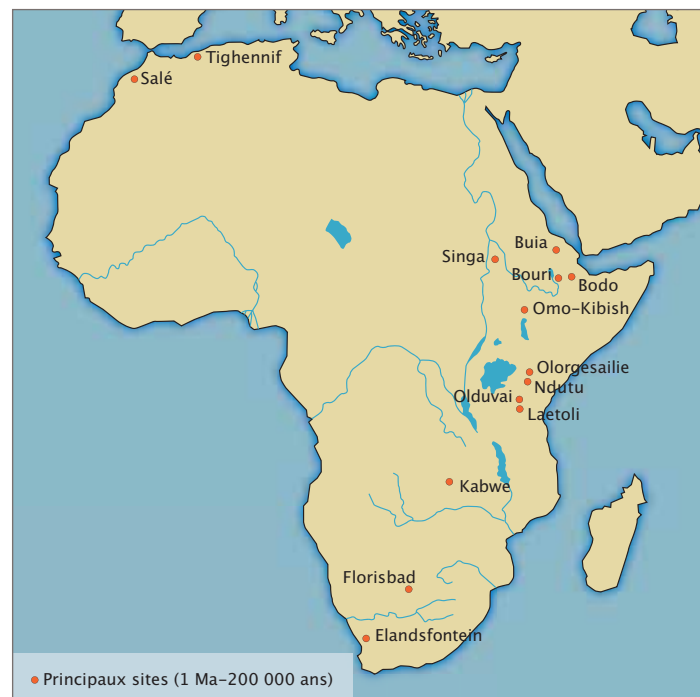 Tighennif
Salé
Buia
Singa
Bouri
Bodo
Omo-Kibish
Olorgesailie
Ndutu
Olduvai
Laetoli
Kabwe
Florisbad
Elandsfontein
Principaux sites (1 Ma-200 000 ans)